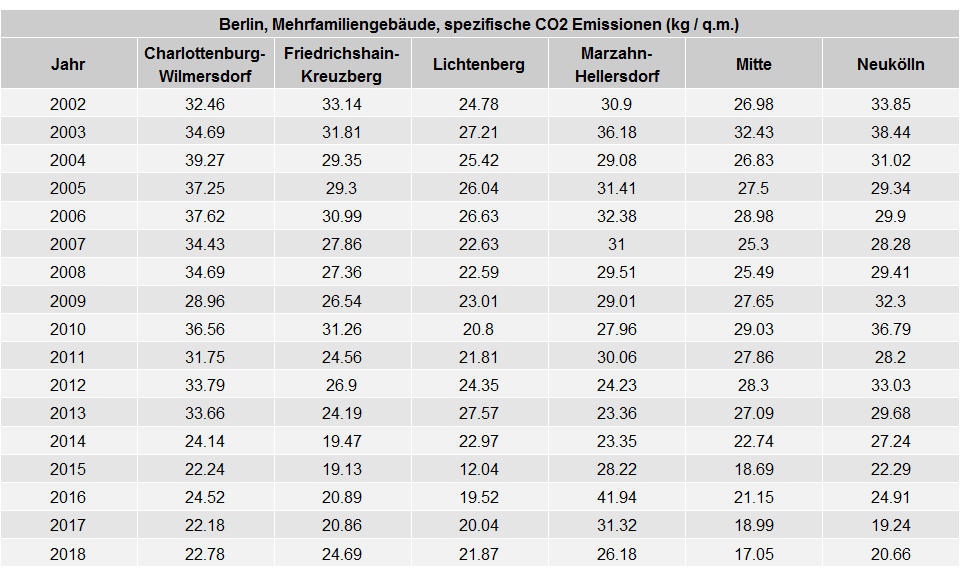 Berlin, Mehrfamiliengebäude, spezifische CO2 Emissionen (kg / q.m.)
Jahr Charlottenburg-Wilmersdorf Friedrichshain-Kreuzberg Lichtenberg Marzahn-Hellersdorf Mitte Neukölln
2002 32.46 33.14 24.78 30.9 26.98 33.85
2003 34.69 31.81 27.21 36.18 32.43 38.44
2004 39.27 29.35 25.42 29.08 26.83 31.02
2005 37.25 29.3 26.04 31.41 27.5 29.34
2006 37.62 30.99 26.63 32.38 28.98 29.9
2007 34.43 27.86 22.63 31 25.3 28.28
2008 34.69 27.36 22.59 29.51 25.49 29.41
2009 28.96 26.54 23.01 29.01 27.65 32.3
2010 36.56 31.26 20.8 27.96 29.03 36.79
2011 31.75 24.56 21.81 30.06 27.86 28.2
2012 33.79 26.9 24.35 24.23 28.3 33.03
2013 33.66 24.19 27.57 23.36 27.09 29.68
2014 24.14 19.47 22.97 23.35 22.74 27.24
2015 22.24 19.13 12.04 28.22 18.69 22.29
2016 24.52 20.89 19.52 41.94 21.15 24.91
2017 22.18 20.86 20.04 31.32 18.99 19.24
2018 22.78 24.69 21.87 26.18 17.05 20.66